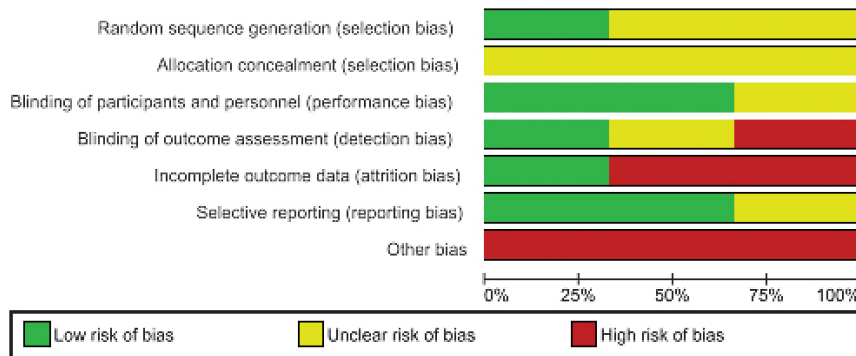 Random sequence generation (selection bias)
Allocation concealment (selection bias)
Blinding of participants and personnel (performance bias)
Blinding of outcome assessment (detection bias)
Incomplete outcome data (attrition bias)
Selective reporting (reporting bias)
Other bias
0% 25% 50% 75% 100%
Low risk of bias Unclear risk of bias High risk of bias